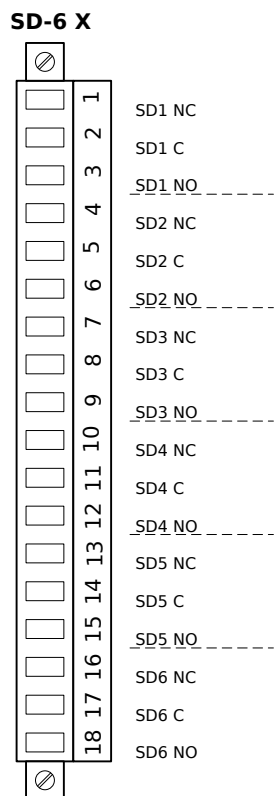 SD-6 X
1 SD1 NC
2 SD1 C
3 SD1 NO
4 SD2 NC
5 SD2 C
6 SD2 NO
7 SD3 NC
8 SD3 C
9 SD3 NO
10 SD4 NC
11 SD4 C
12 SD4 NO
13 SD5 NC
14 SD5 C
15 SD5 NO
16 SD6 NC
17 SD6 C
18 SD6 NO